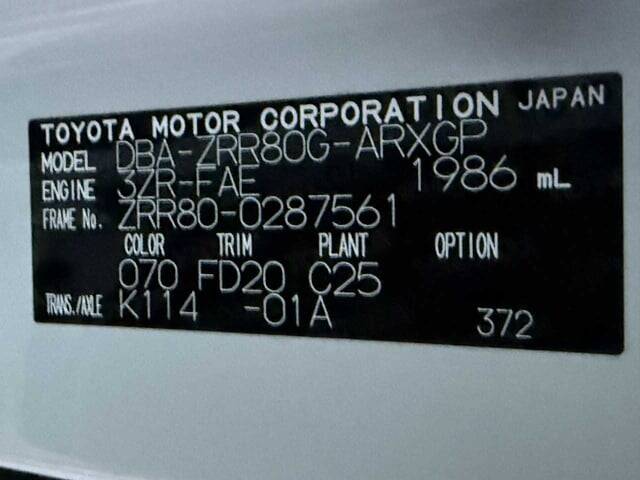 TOYOTA MOTOR CORPORATION JAPAN
MODEL DBA-ZRR80G-ARXGP
ENGINE 3ZR-FAE 1986 mL
FRAME No. ZRR80-0287561
COLOR TRIM PLANT OPTION
070 FD20 C25
TRANS./AXLE K114 -01A 372